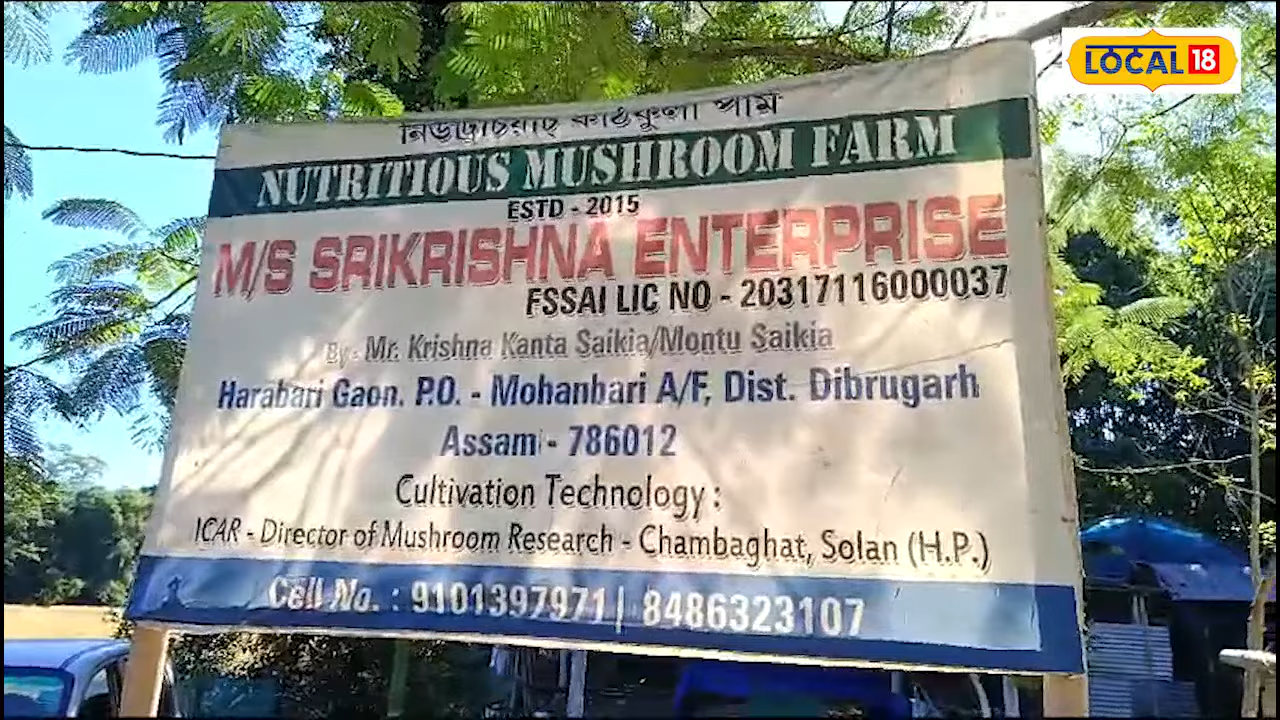 LOCAL 18
নিউট্ৰিচিয়াচ কাঠফুলা পাম
NUTRITIOUS MUSHROOM FARM
ESTD - 2015
M/S SRIKRISHNA ENTERPRISE
FSSAI LIC NO - 20317116000037
By - Mr. Krishna Kanta Saikia/Montu Saikia
Harabari Gaon. P.O. - Mohanbari A/F, Dist. Dibrugarh
Assam - 786012
Cultivation Technology :
ICAR - Director of Mushroom Research - Chambaghat, Solan (H.P.)
Cell No. : 9101397971 | 8486323107